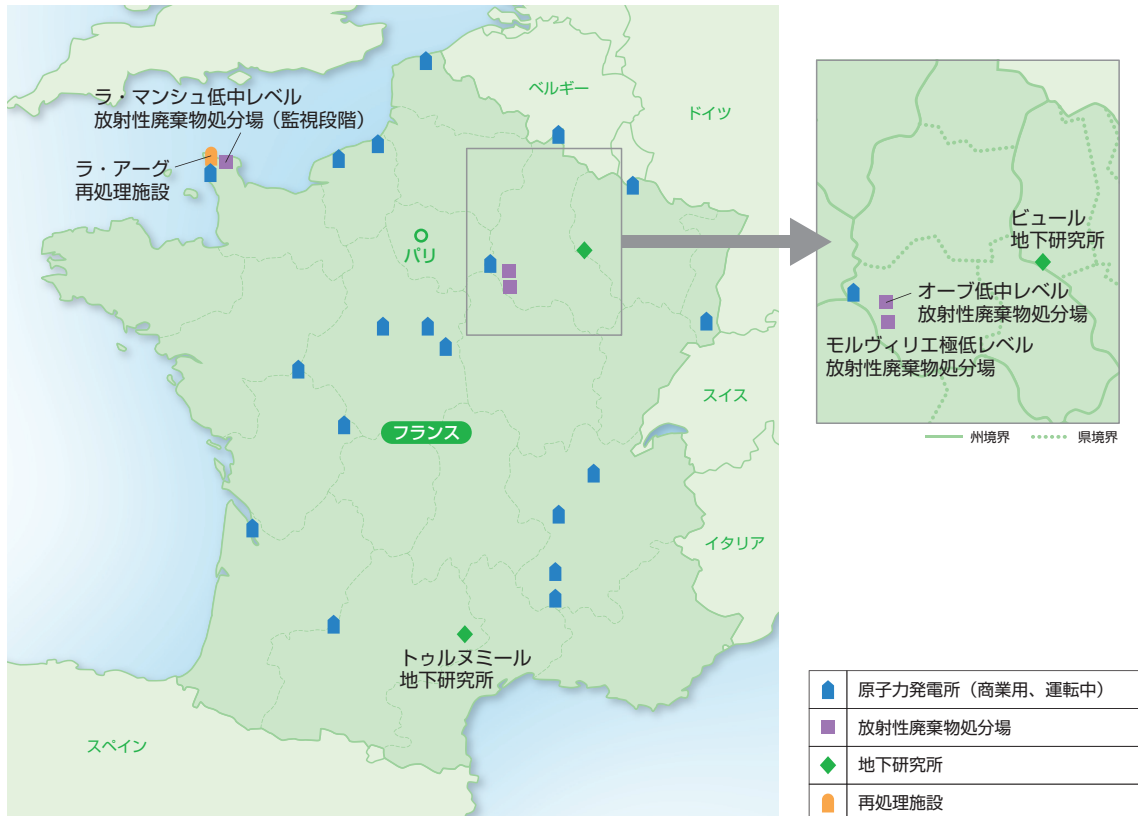 ラ・マンシュ低中レベル
放射性廃棄物処分場（監視段階）
ラ・アーグ
再処理施設
ベルギー
ドイツ
パリ
スイス
フランス
イタリア
トゥルヌミール
地下研究所
スペイン
ビュール
地下研究所
オーブ低中レベル
放射性廃棄物処分場
モルヴィリエ極低レベル
放射性廃棄物処分場
州境界 県境界
原子力発電所（商業用、運転中）
放射性廃棄物処分場
地下研究所
再処理施設